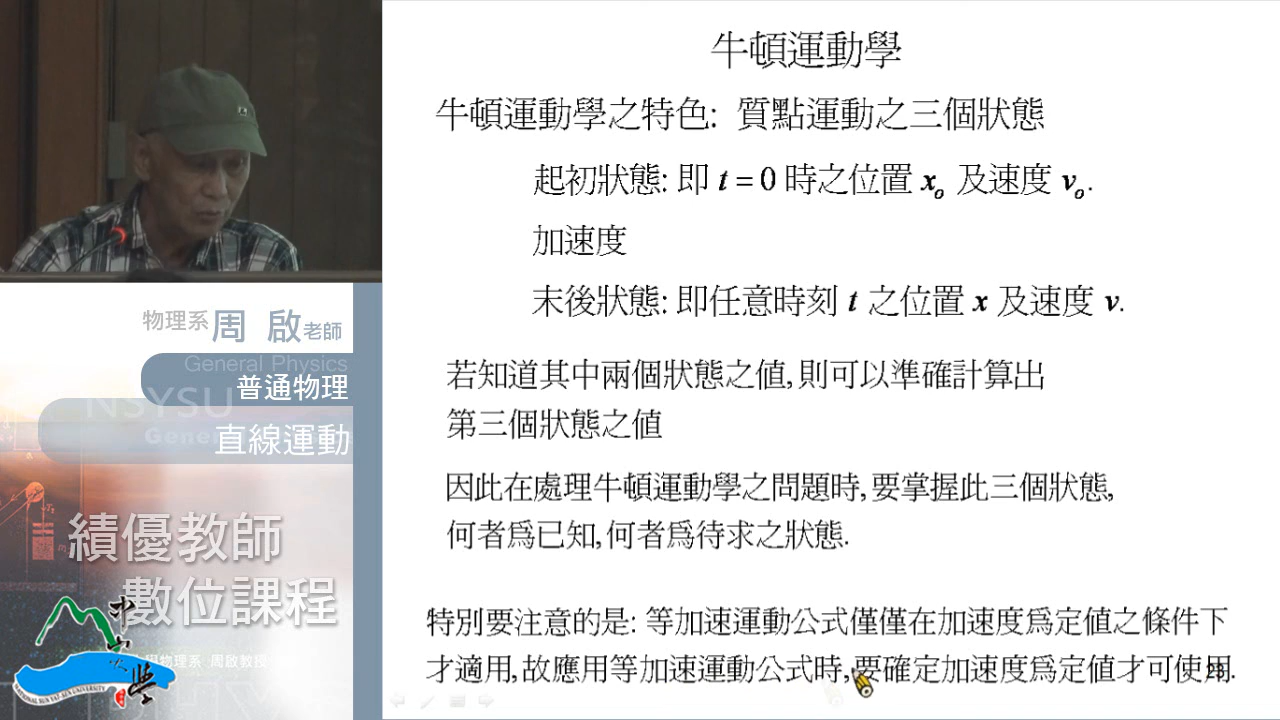 牛頓運動學
牛頓運動學之特色: 質點運動之三個狀態
起初狀態: 即 t = 0 時之位置 xₒ 及速度 vₒ.
加速度
末後狀態: 即任意時刻 t 之位置 x 及速度 v.
若知道其中兩個狀態之值, 則可以準確計算出
第三個狀態之值
因此在處理牛頓運動學之問題時, 要掌握此三個狀態,
何者為已知, 何者為待求之狀態.
特別要注意的是: 等加速運動公式僅僅在加速度為定值之條件下
才適用, 故應用等加速運動公式時, 要確定加速度為定值才可使用.
物理系 周 啟 老師
General Physics
普通物理
NSYSU
直線運動
績優教師
數位課程
物理系 周啟教授